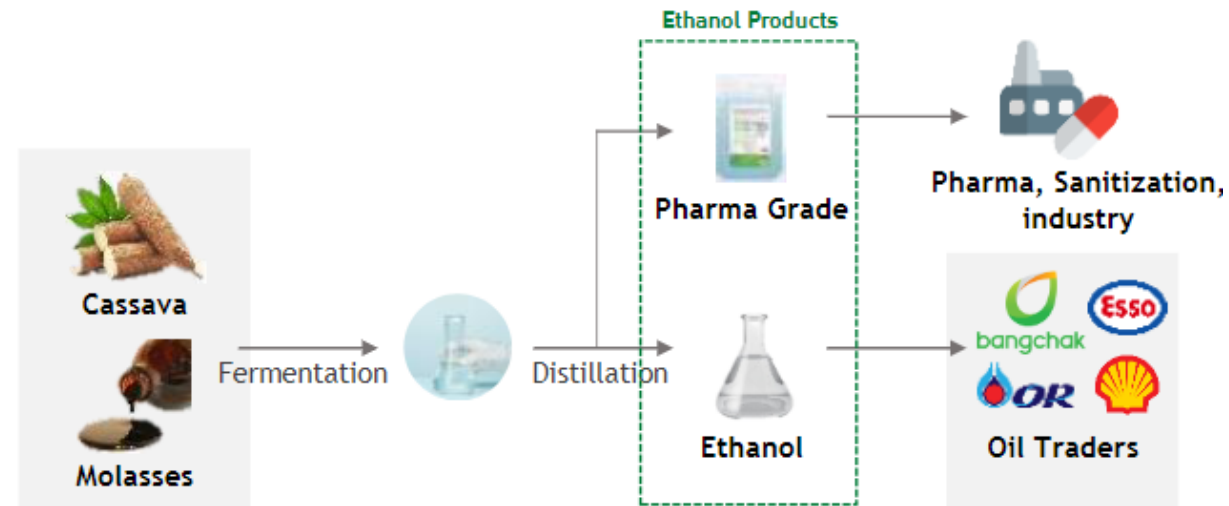 Ethanol Products
Pharma Grade
Pharma, Sanitization,
industry
Cassava
Fermentation
Distillation
Molasses
Ethanol
bangchak
Esso
OR
Oil Traders